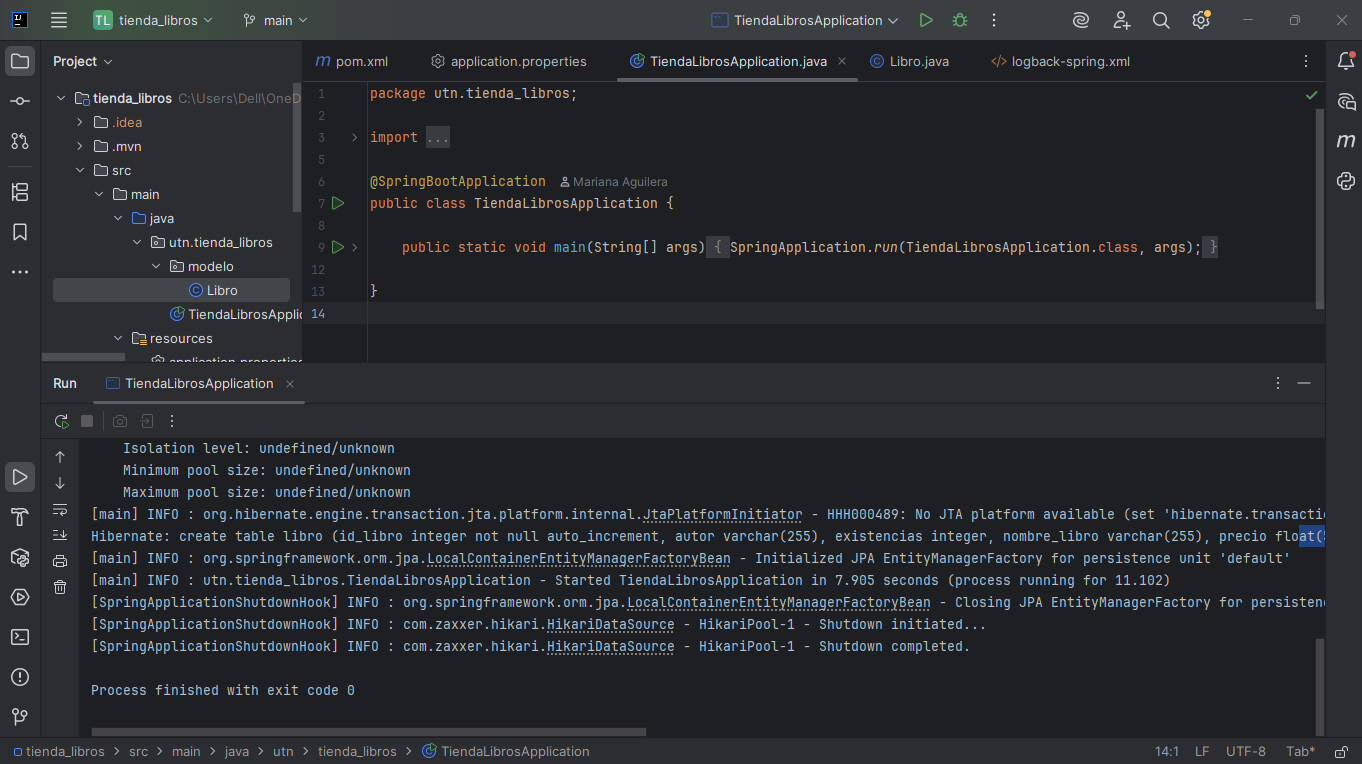 TL tienda_libros main TiendaLibrosApplication
Project
pom.xml application.properties TiendaLibrosApplication.java Libro.java logback-spring.xml
tienda_libros C:\Users\Dell\OneD
.idea
.mvn
src
main
java
utn.tienda_libros
modelo
Libro
TiendaLibrosApplic
resources
application.properties
1 package utn.tienda_libros;
2
3 import ...
5
6 @SpringBootApplication Mariana Aguilera
7 public class TiendaLibrosApplication {
8
9 public static void main(String[] args) { SpringApplication.run(TiendaLibrosApplication.class, args); }
12
13 }
14
Run TiendaLibrosApplication
Isolation level: undefined/unknown
Minimum pool size: undefined/unknown
Maximum pool size: undefined/unknown
[main] INFO : org.hibernate.engine.transaction.jta.platform.internal.JtaPlatformInitiator - HHH000489: No JTA platform available (set 'hibernate.transactio
Hibernate: create table libro (id_libro integer not null auto_increment, autor varchar(255), existencias integer, nombre_libro varchar(255), precio float(
[main] INFO : org.springframework.orm.jpa.LocalContainerEntityManagerFactoryBean - Initialized JPA EntityManagerFactory for persistence unit 'default'
[main] INFO : utn.tienda_libros.TiendaLibrosApplication - Started TiendaLibrosApplication in 7.905 seconds (process running for 11.102)
[SpringApplicationShutdownHook] INFO : org.springframework.orm.jpa.LocalContainerEntityManagerFactoryBean - Closing JPA EntityManagerFactory for persisten
[SpringApplicationShutdownHook] INFO : com.zaxxer.hikari.HikariDataSource - HikariPool-1 - Shutdown initiated...
[SpringApplicationShutdownHook] INFO : com.zaxxer.hikari.HikariDataSource - HikariPool-1 - Shutdown completed.
Process finished with exit code 0
tienda_libros > src > main > java > utn > tienda_libros > TiendaLibrosApplication 14:1 LF UTF-8 Tab*